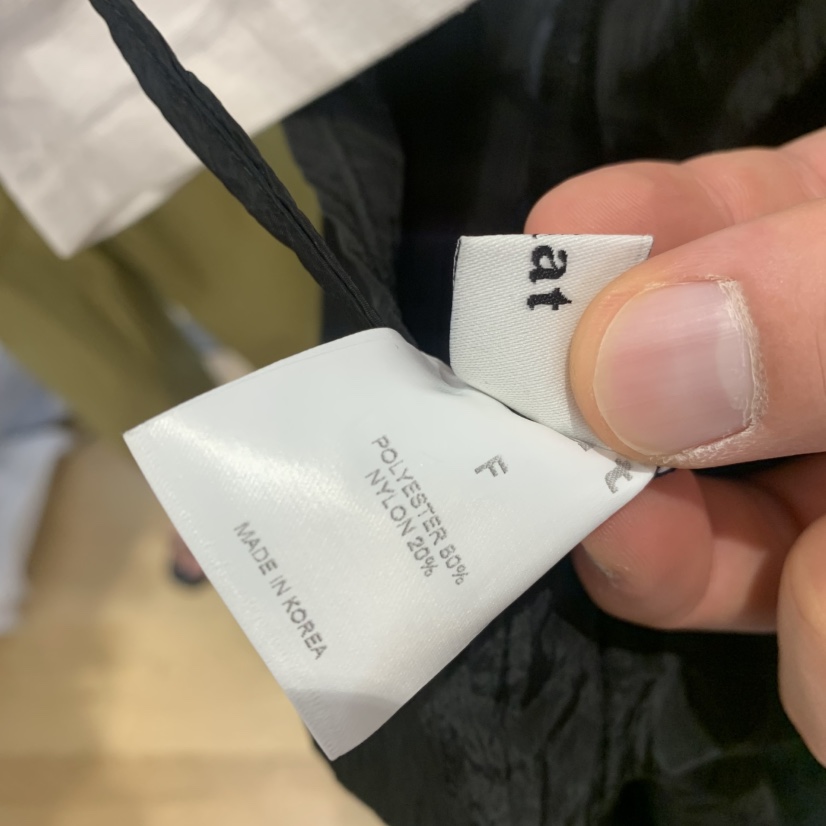 at
t
F
POLYESTER 80%
NYLON 20%
MADE IN KOREA